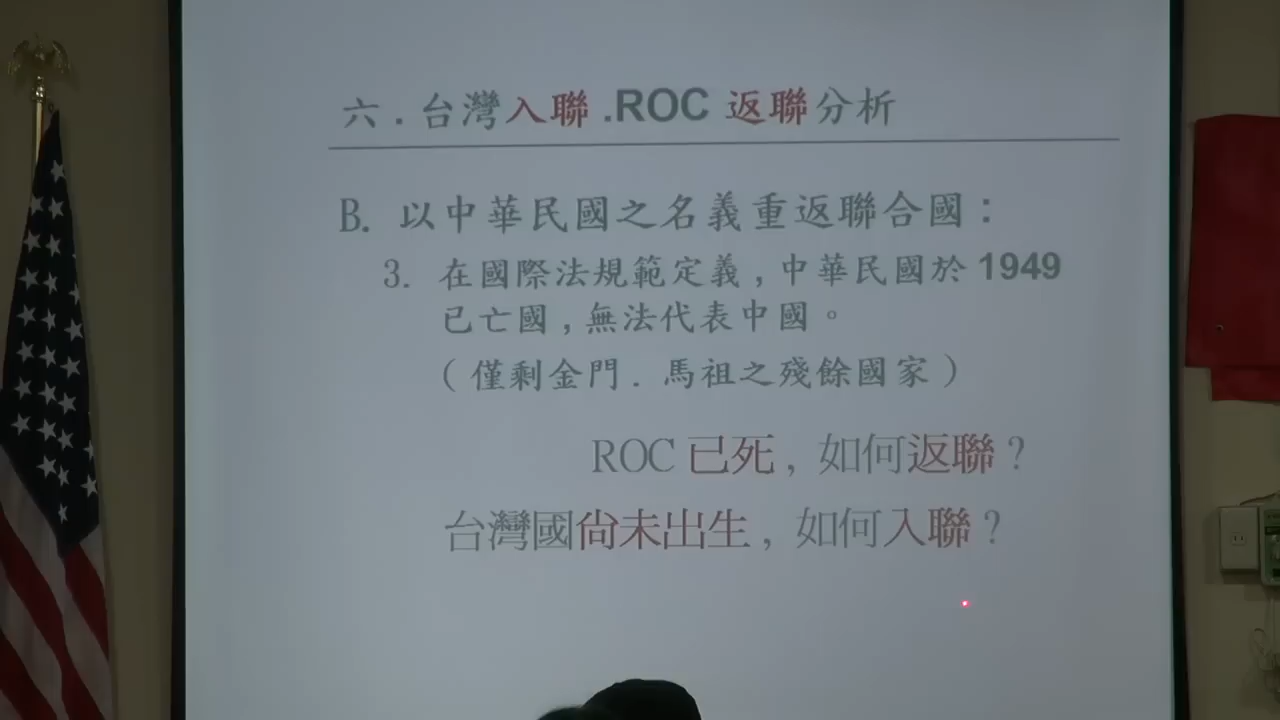 六.台灣入聯.ROC 返聯分析
B. 以中華民國之名義重返聯合國：
3. 在國際法規範定義,中華民國於 1949
已亡國,無法代表中國。
(僅剩金門. 馬祖之殘餘國家)
ROC 已死, 如何返聯?
台灣國尚未出生, 如何入聯?